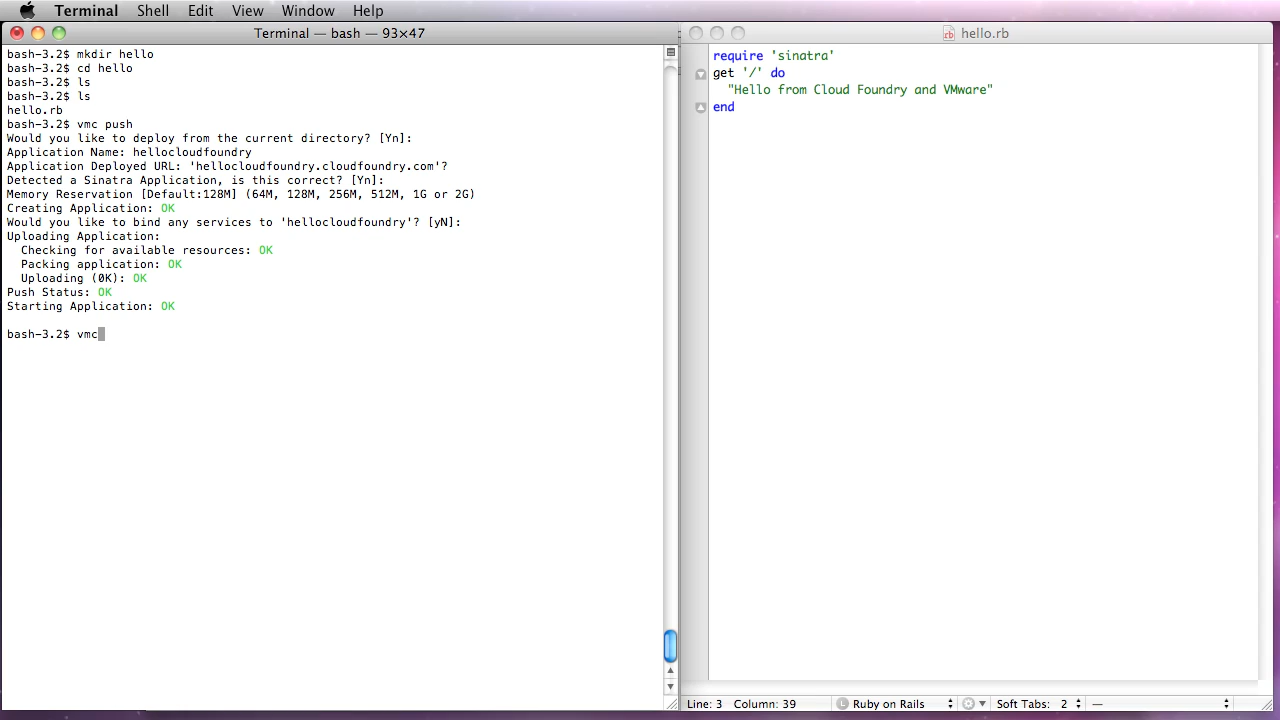 Terminal Shell Edit View Window Help
Terminal — bash — 93×47
bash-3.2$ mkdir hello
bash-3.2$ cd hello
bash-3.2$ ls
bash-3.2$ ls
hello.rb
bash-3.2$ vmc push
Would you like to deploy from the current directory? [Yn]:
Application Name: hellocloudfoundry
Application Deployed URL: 'hellocloudfoundry.cloudfoundry.com'?
Detected a Sinatra Application, is this correct? [Yn]:
Memory Reservation [Default:128M] (64M, 128M, 256M, 512M, 1G or 2G)
Creating Application: OK
Would you like to bind any services to 'hellocloudfoundry'? [yN]:
Uploading Application:
  Checking for available resources: OK
  Packing application: OK
  Uploading (0K): OK
Push Status: OK
Starting Application: OK
bash-3.2$ vmc
rb hello.rb
require 'sinatra'
get '/' do
  "Hello from Cloud Foundry and VMware"
end
Line: 3 Column: 39 L Ruby on Rails Soft Tabs: 2 —